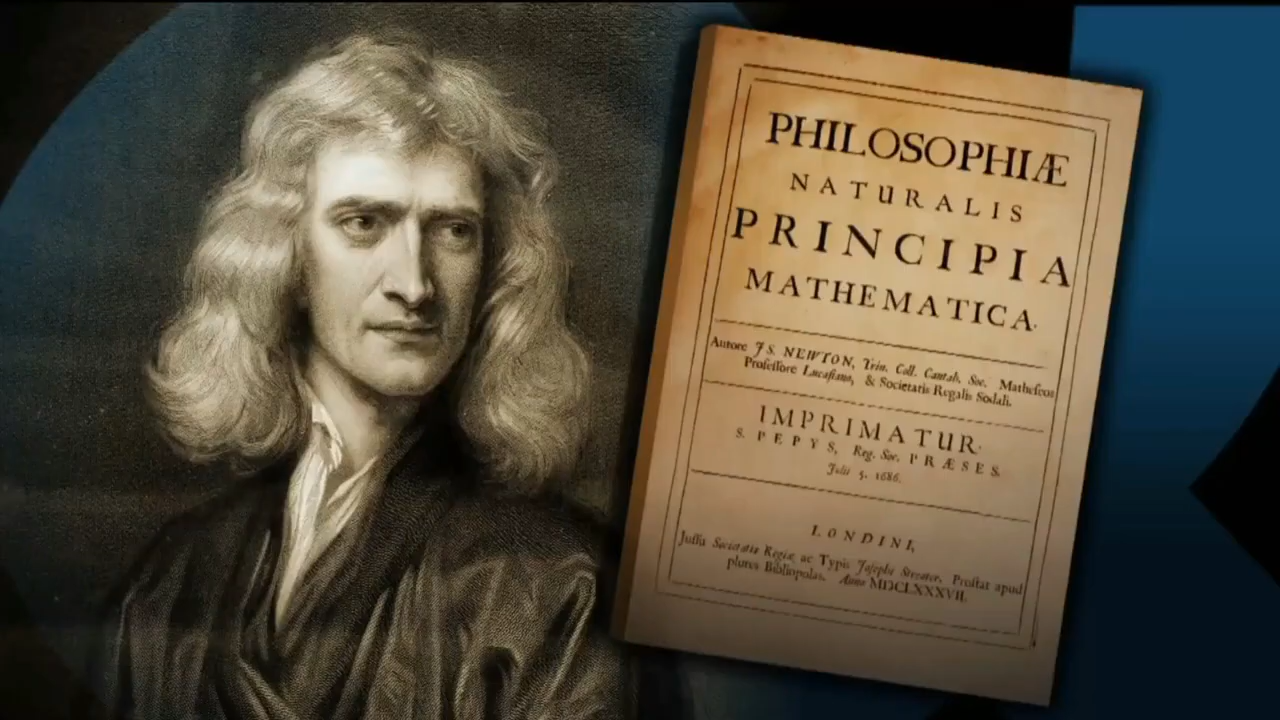 PHILOSOPHIÆ
NATURALIS
PRINCIPIA
MATHEMATICA.
Autore JS. NEWTON, Trin. Coll. Cantab. Soc. Matheſeos
Profeſſore Lucaſiano, & Societatis Regalis Sodali.
IMPRIMATUR.
S. PEPYS, Reg. Soc. PRÆSES.
Julii 5. 1686.
LONDINI,
Juſſu Societatis Regiæ ac Typis Joſephi Streater. Proſtat apud
plures Bibliopolas. Anno MDCLXXXVII.